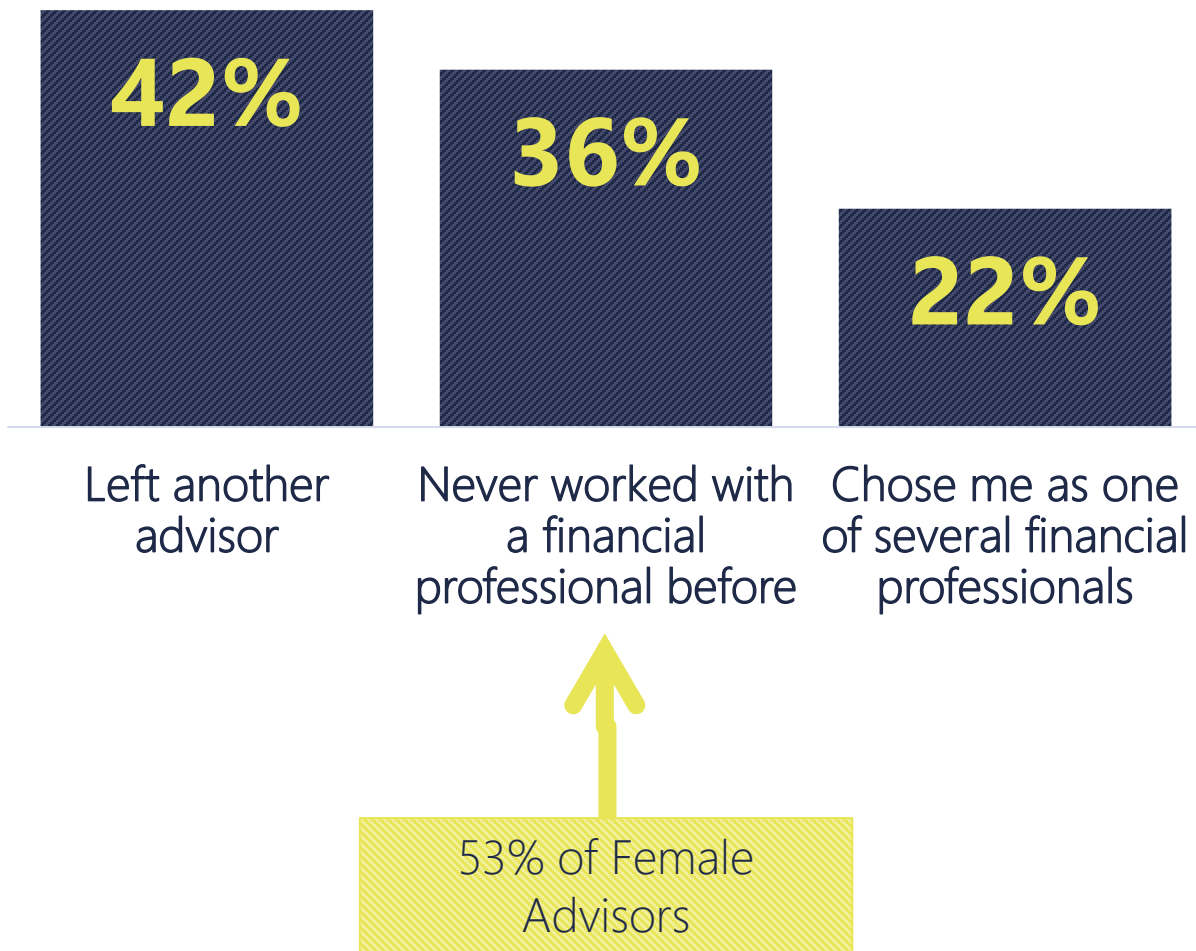 42%
36%
22%
Left another
advisor
Never worked with
a financial
professional before
Chose me as one
of several financial
professionals
53% of Female
Advisors